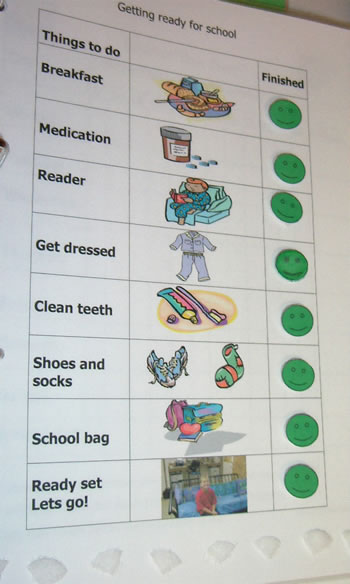 Getting ready for school
Things to do
Finished
Breakfast
Medication
Reader
Get dressed
Clean teeth
Shoes and
socks
School bag
Ready set
Lets go!